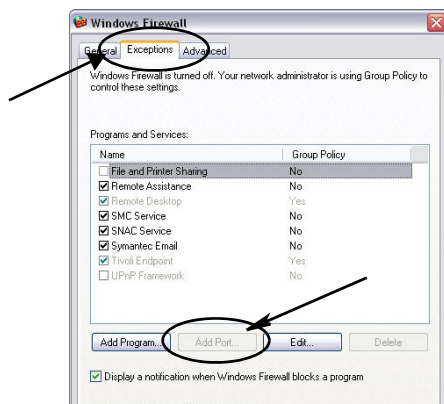 Windows Firewall
General Exceptions Advanced
Windows Firewall is turned off. Your network administrator is using Group Policy to
control these settings.
Programs and Services:
Name Group Policy
File and Printer Sharing No
Remote Assistance No
Remote Desktop Yes
SMC Service No
SNAC Service No
Symantec Email No
Tivoli Endpoint Yes
UPnP Framework No
Add Program... Add Port... Edit... Delete
Display a notification when Windows Firewall blocks a program